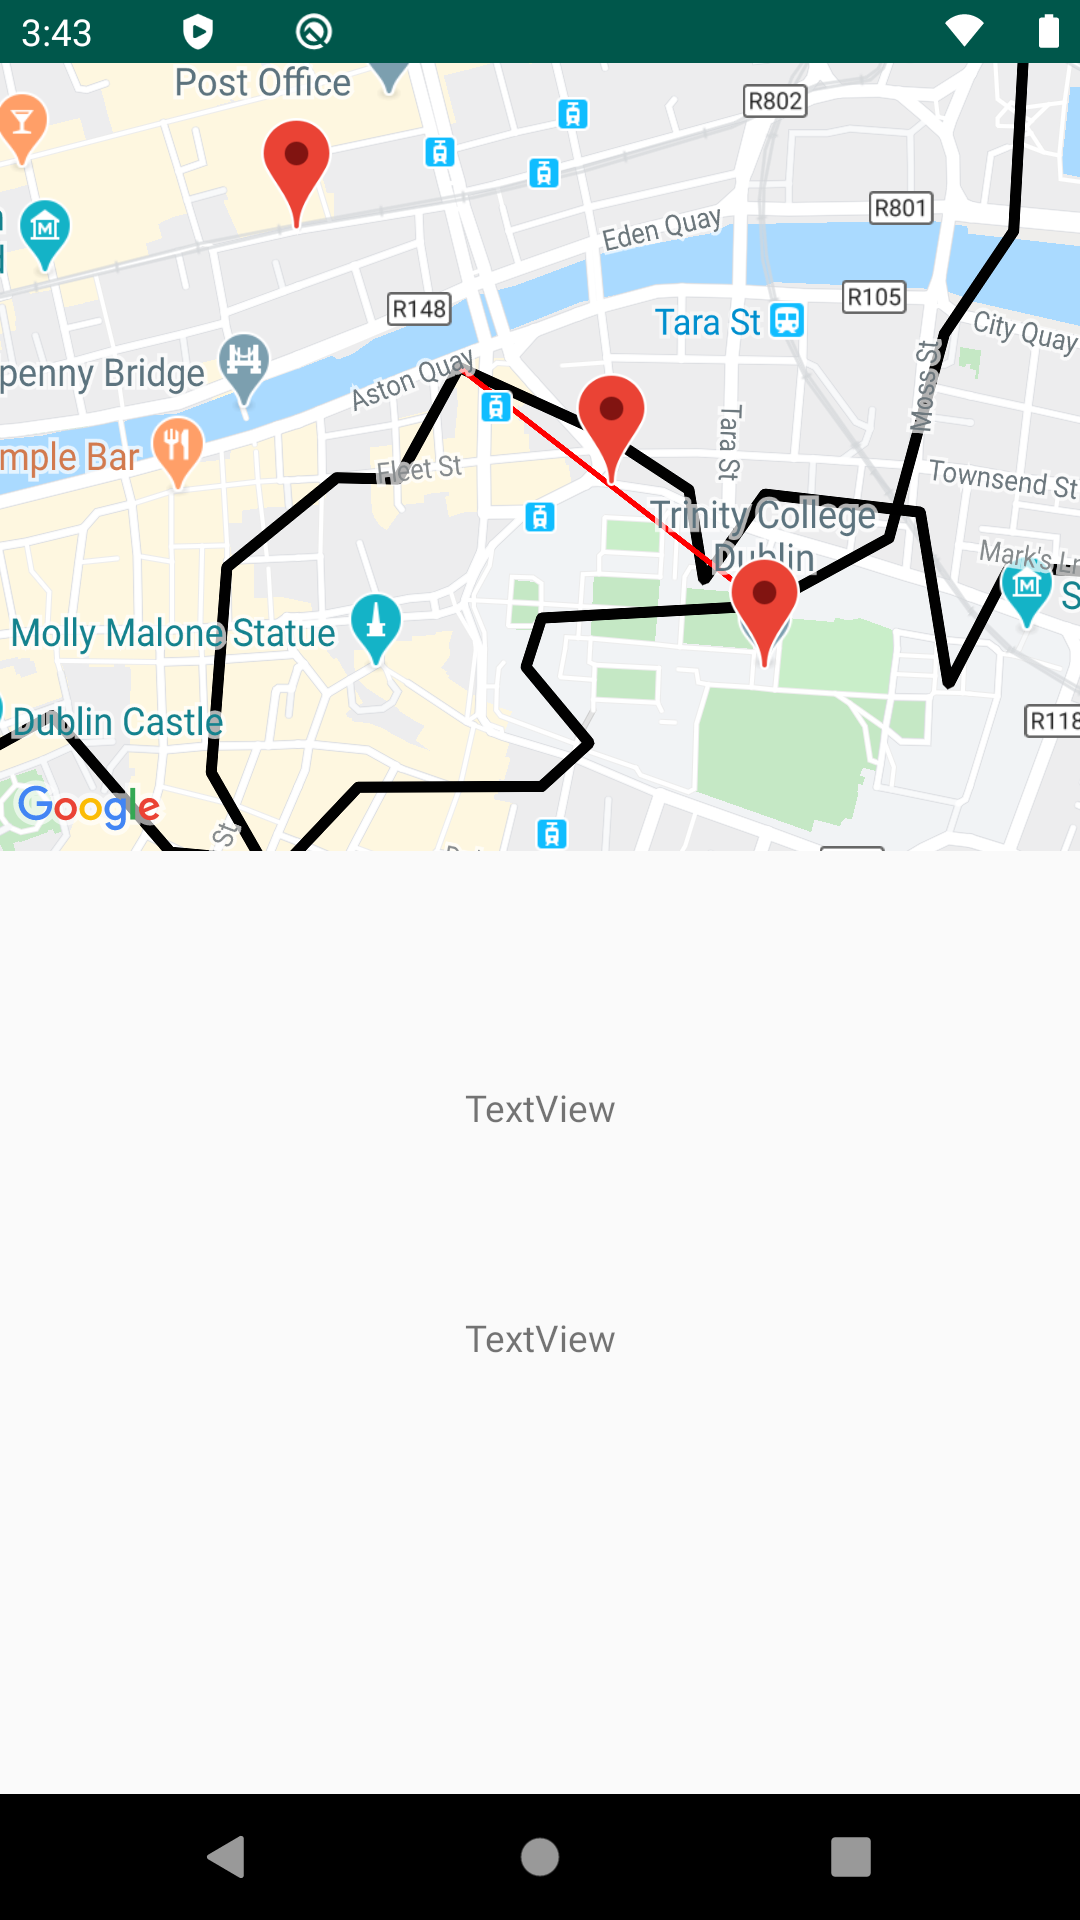 3:43
Post Office
R802
R801
Eden Quay
R148
R105
Tara St
City Quay
Aston Quay
penny Bridge
Moss St
Tara St
mple Bar
Fleet St
Townsend St
Trinity College
Dublin
Mark's Ln
S
Molly Malone Statue
Dublin Castle
R118
Google
St
TextView
TextView